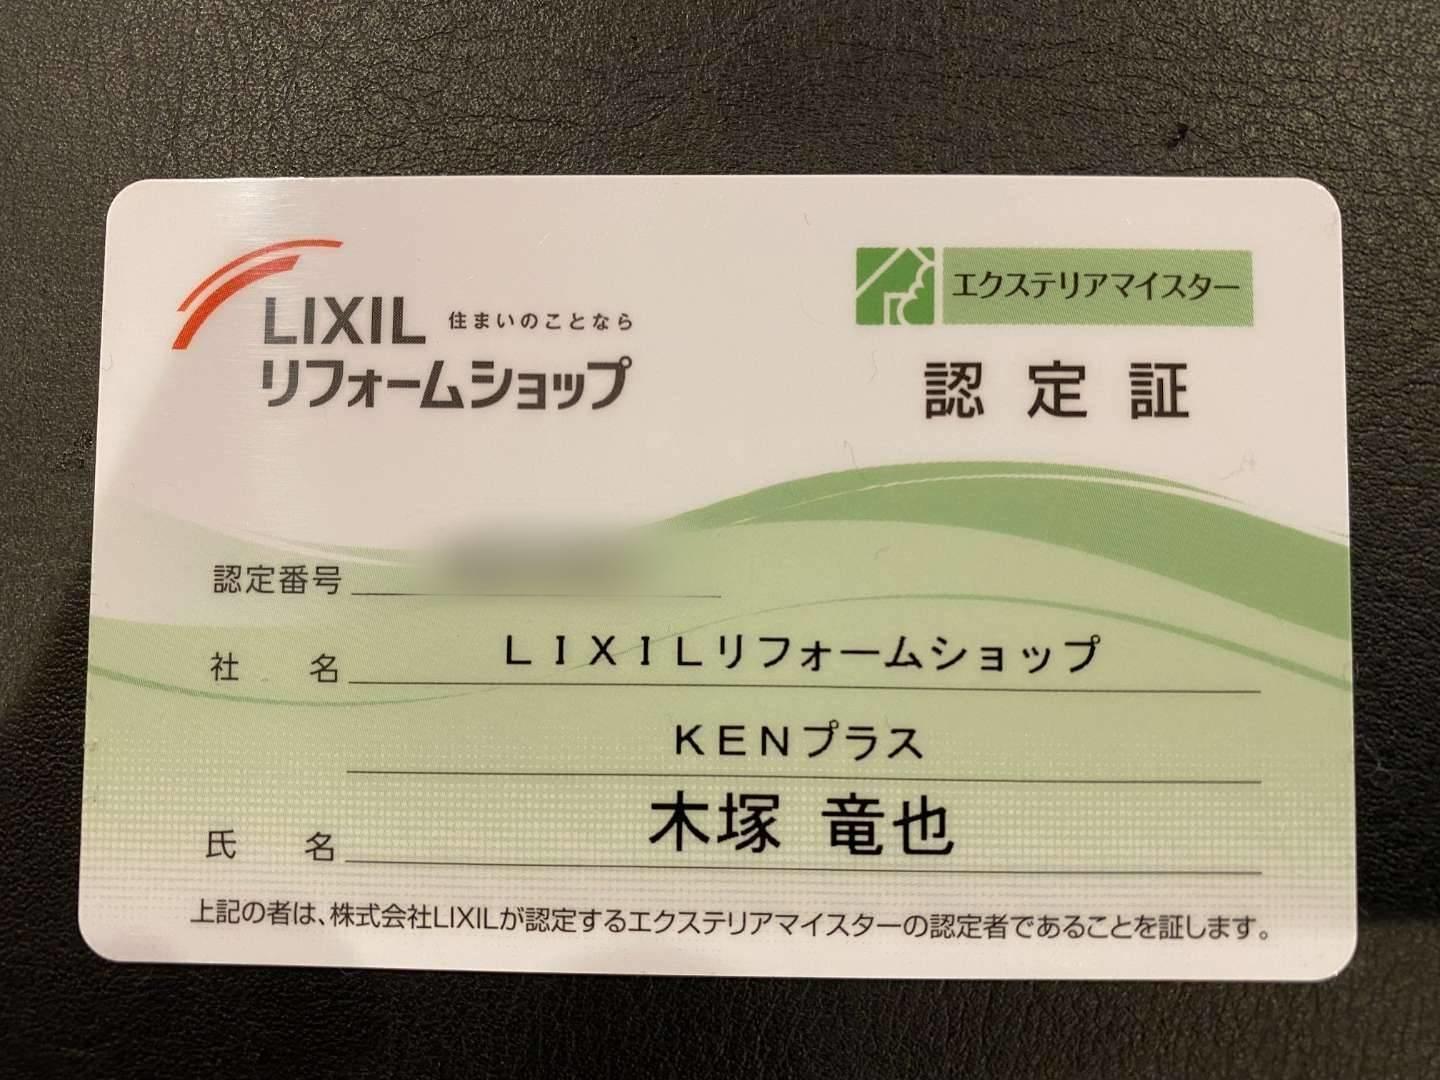 LIXIL 住まいのことなら
リフォームショップ
エクステリアマイスター
認定証
認定番号
社名 ＬＩＸＩＬリフォームショップ
ＫＥＮプラス
氏名 木塚 竜也
上記の者は、株式会社LIXILが認定するエクステリアマイスターの認定者であることを証します。